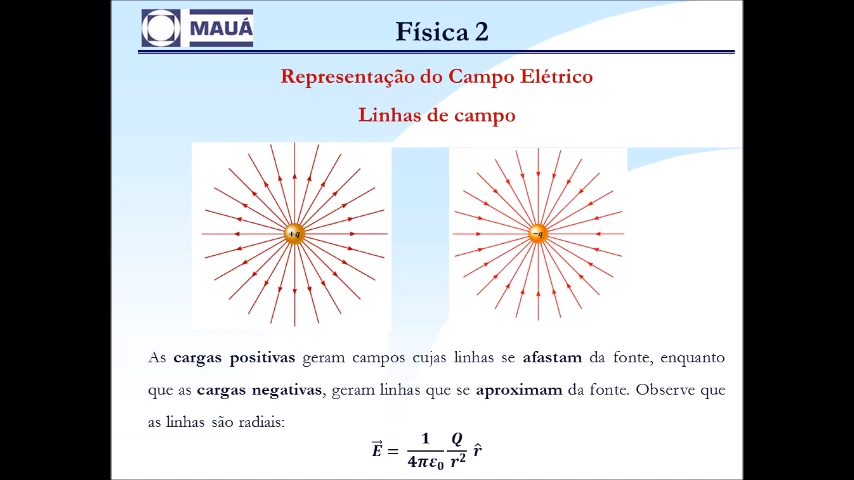 MAUÁ
Física 2
Representação do Campo Elétrico
Linhas de campo
+q
−q
As cargas positivas geram campos cujas linhas se afastam da fonte, enquanto
que as cargas negativas, geram linhas que se aproximam da fonte. Observe que
as linhas são radiais:
E⃗ = 1/(4πε₀) Q/r² r̂